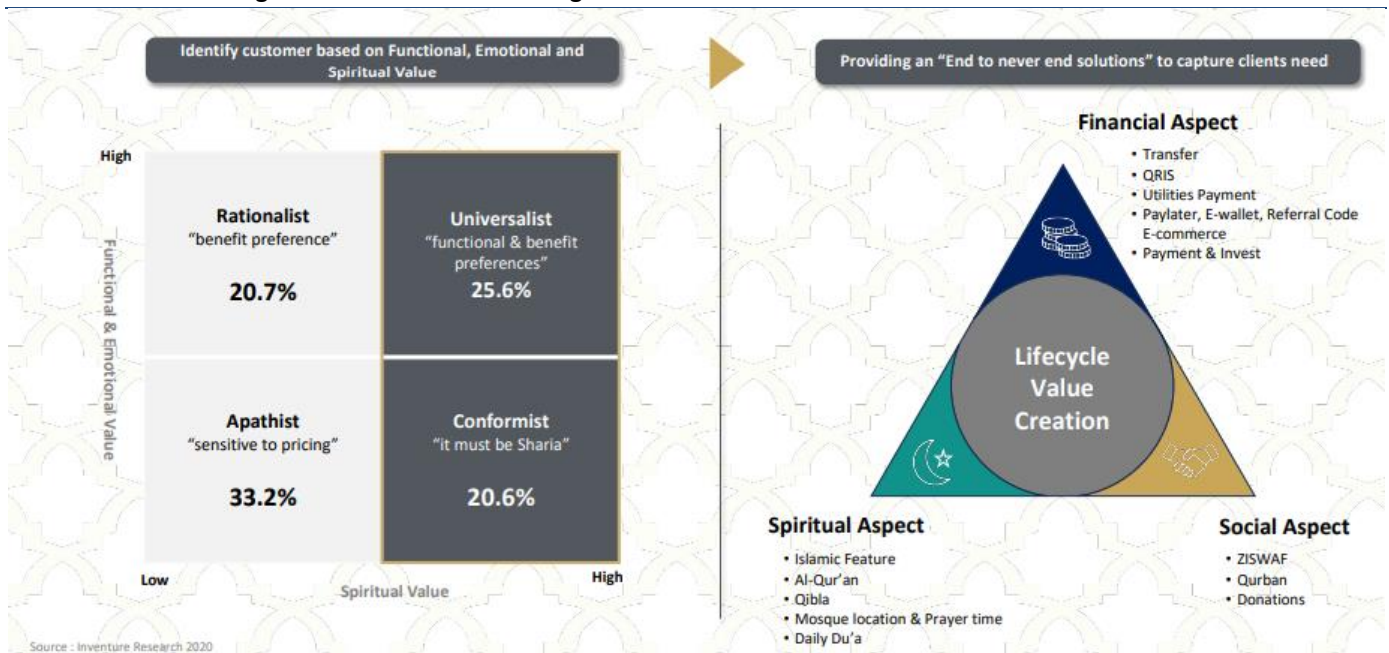 Identify customer based on Functional, Emotional and
Spiritual Value
Providing an “End to never end solutions” to capture clients need
High
Functional & Emotional Value
Rationalist
“benefit preference”
20.7%
Universalist
“functional & benefit
preferences”
25.6%
Apathist
“sensitive to pricing”
33.2%
Conformist
“it must be Sharia”
20.6%
Low
Spiritual Value
High
Source : Inventure Research 2020
Financial Aspect
• Transfer
• QRIS
• Utilities Payment
• Paylater, E-wallet, Referral Code
E-commerce
• Payment & Invest
Lifecycle
Value
Creation
Spiritual Aspect
• Islamic Feature
• Al-Qur’an
• Qibla
• Mosque location & Prayer time
• Daily Du’a
Social Aspect
• ZISWAF
• Qurban
• Donations